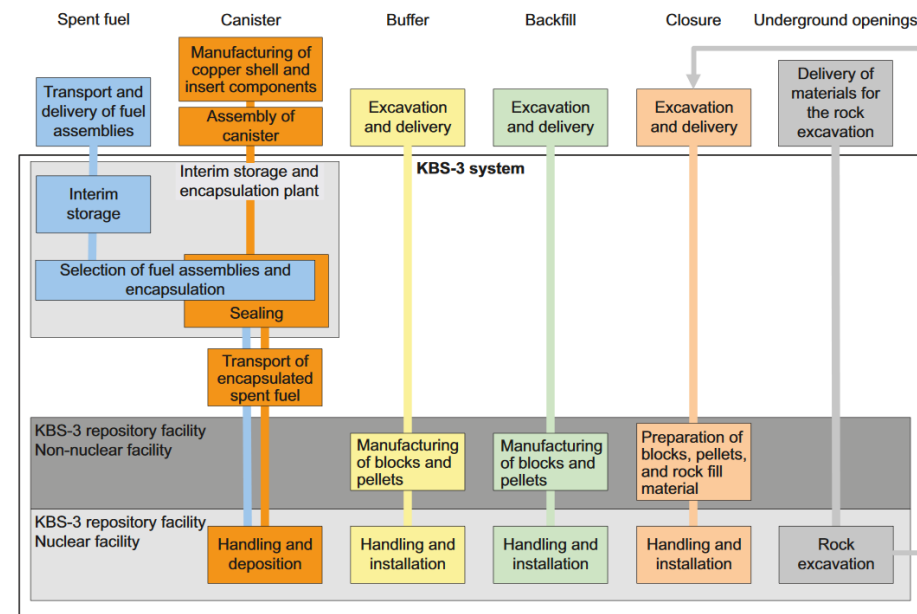 Spent fuel
Canister
Buffer
Backfill
Closure
Underground openings
Transport
and delivery of fuel
assemblies
Manufacturing of
copper shell and
insert components
Assembly of
canister
Excavation
and delivery
Excavation
and delivery
Excavation
and delivery
Delivery of
materials for
the rock
excavation
KBS-3 system
Interim storage and
encapsulation plant
Interim
storage
Selection of fuel assemblies and
encapsulation
Sealing
Transport of
encapsulated
spent fuel
KBS-3 repository facility
Non-nuclear facility
Manufacturing
of blocks and
pellets
Manufacturing
of blocks and
pellets
Preparation of
blocks, pellets,
and rock fill
material
KBS-3 repository facility
Nuclear facility
Handling and
deposition
Handling and
installation
Handling and
installation
Handling and
installation
Rock
excavation